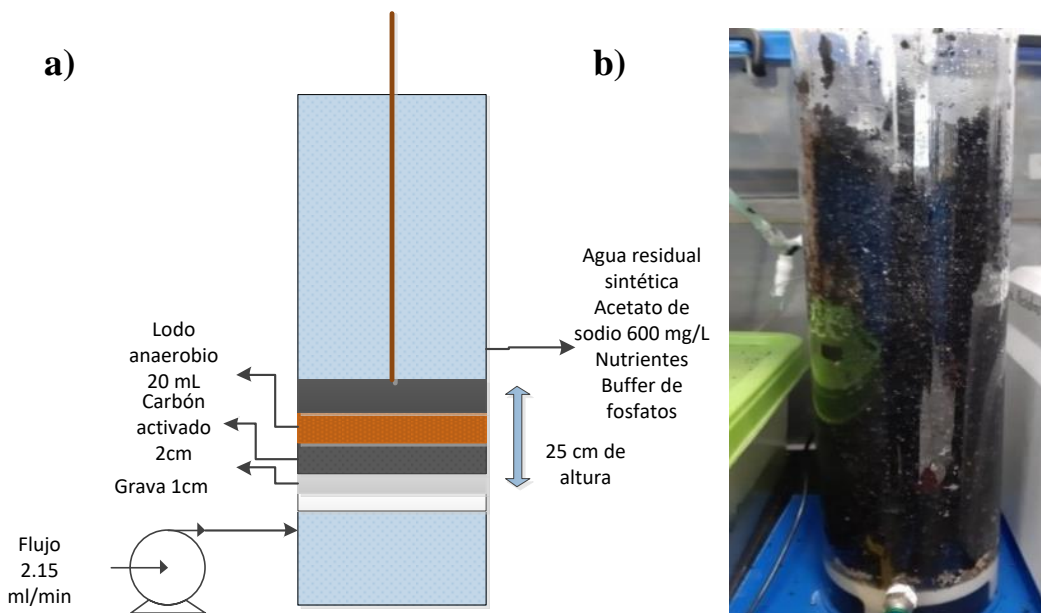 a)
b)
Lodo
anaerobio
20 mL
Carbón
activado
2cm
Grava 1cm
Flujo
2.15
ml/min
Agua residual
sintética
Acetato de
sodio 600 mg/L
Nutrientes
Buffer de
fosfatos
25 cm de
altura